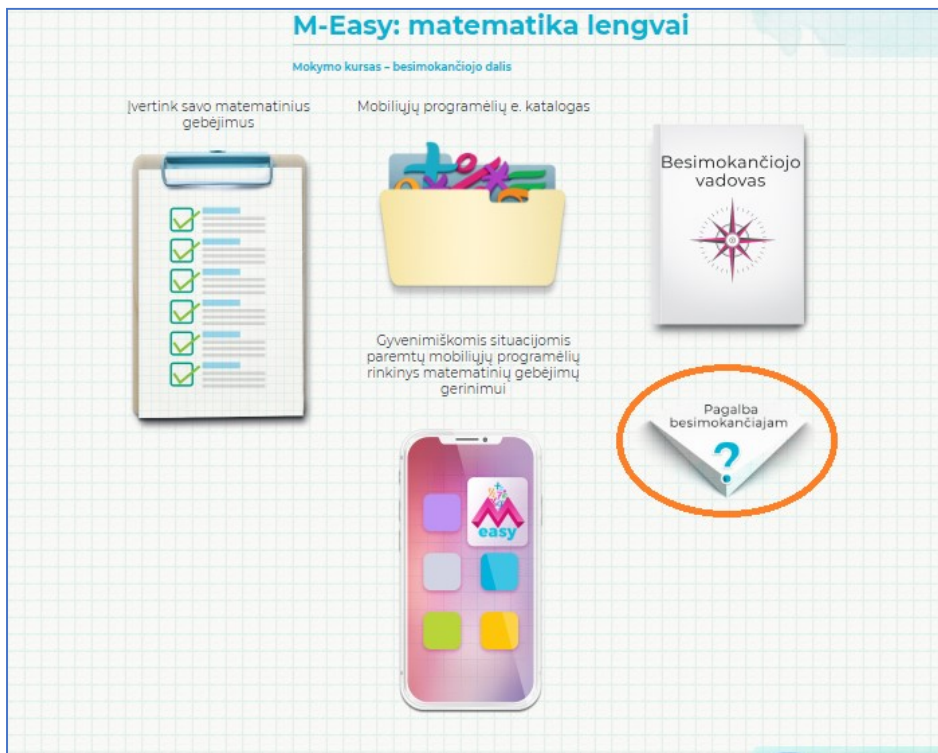 M-Easy: matematika lengvai
Mokymo kursas – besimokančiojo dalis
Įvertink savo matematinius
gebėjimus
Mobiliųjų programėlių e. katalogas
Besimokančiojo
vadovas
Gyvenimiškomis situacijomis
paremtų mobiliųjų programėlių
rinkinys matematinių gebėjimų
gerinimui
Pagalba
besimokančiajam
?
M
easy